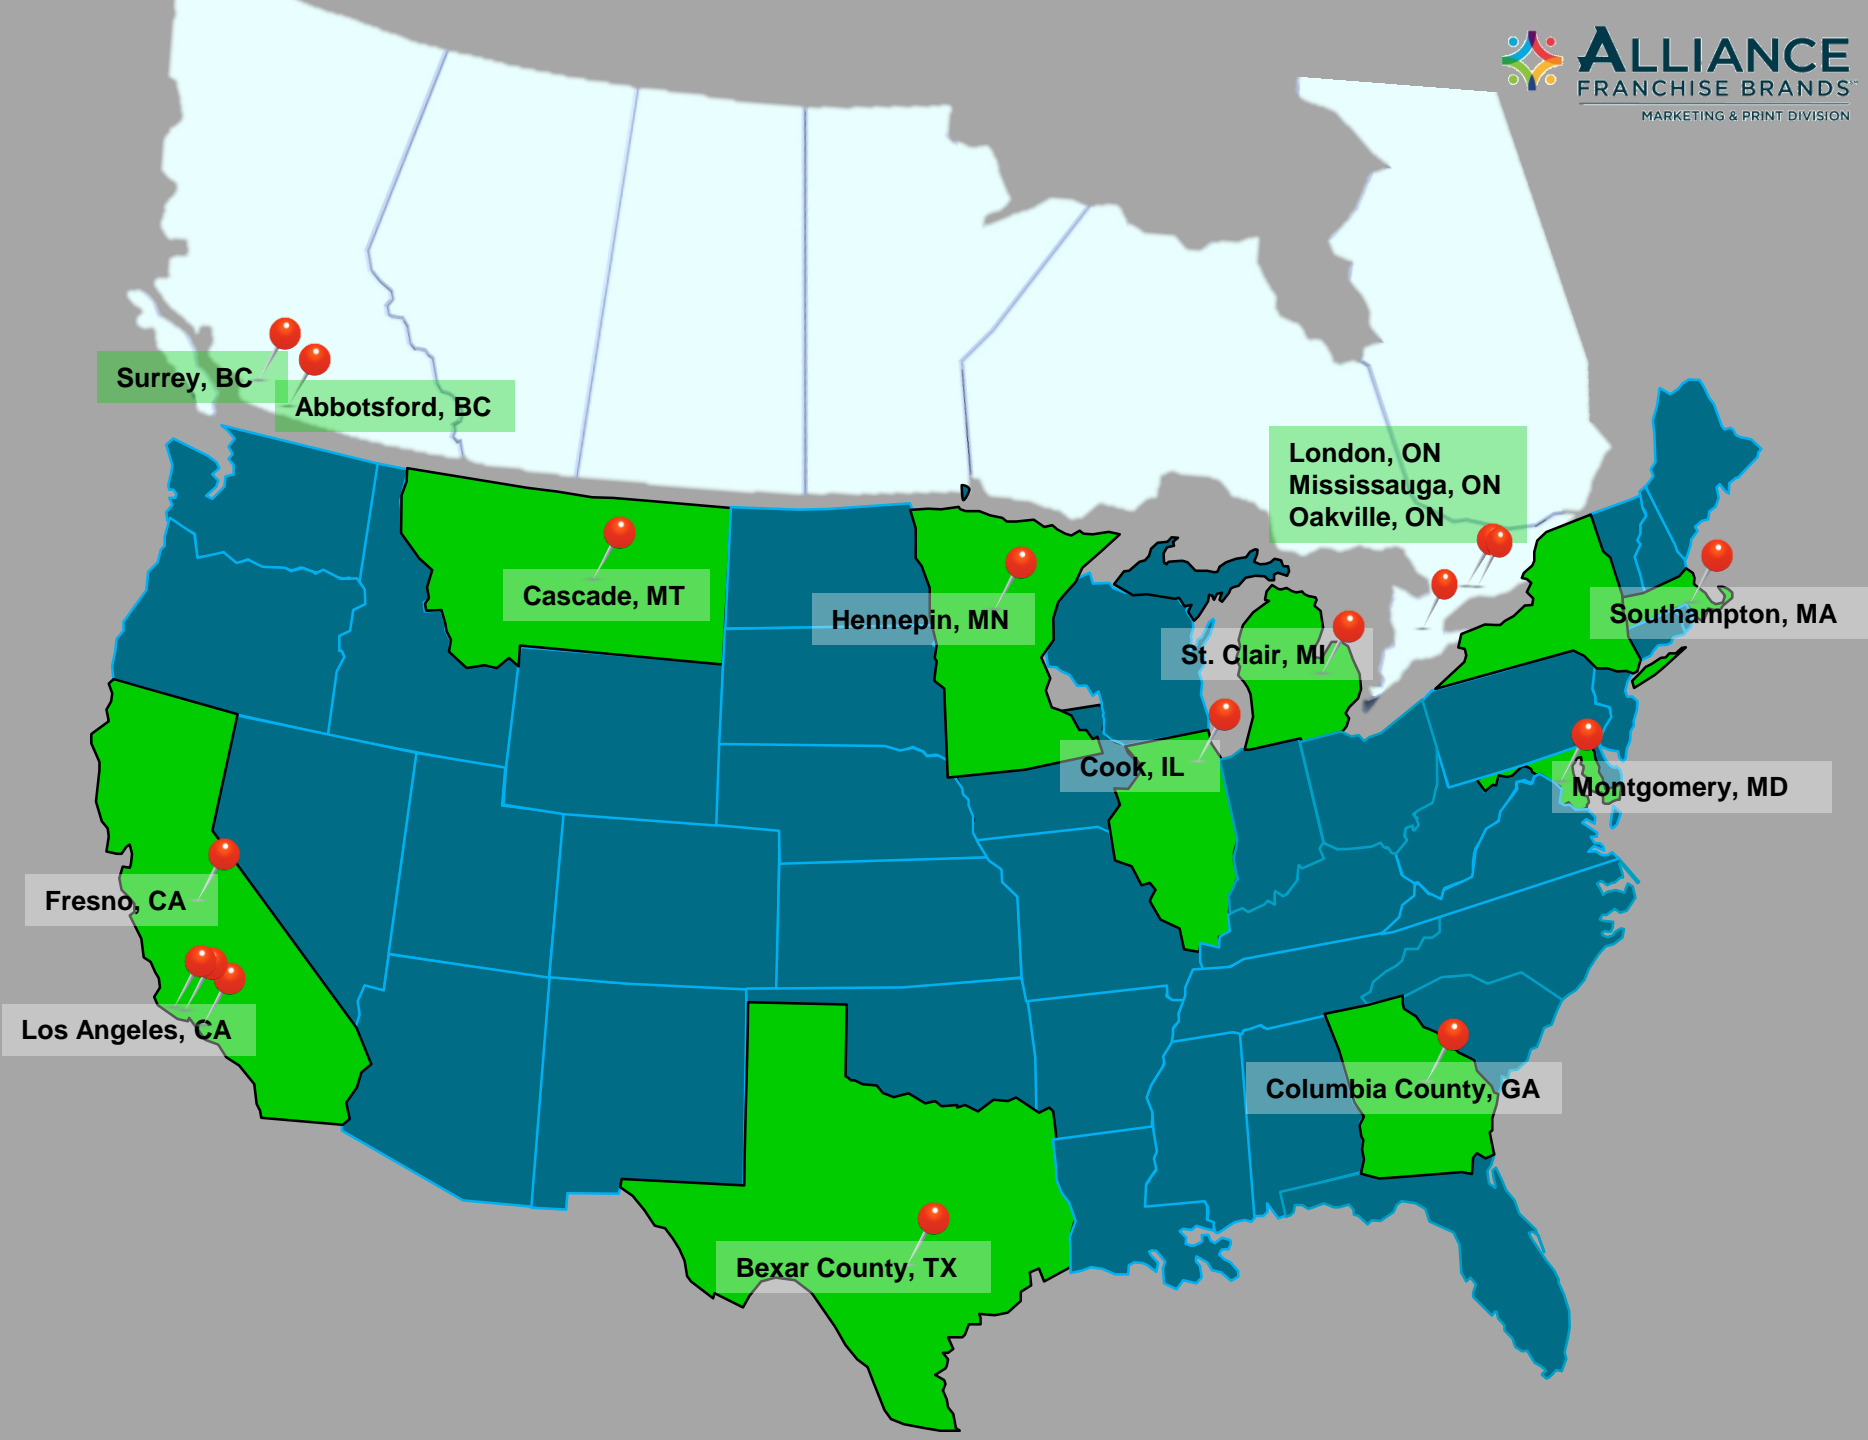 ALLIANCE
FRANCHISE BRANDS
MARKETING & PRINT DIVISION
Surrey, BC
Abbotsford, BC
London, ON
Mississauga, ON
Oakville, ON
Cascade, MT
Hennepin, MN
Southampton, MA
St. Clair, MI
Cook, IL
Montgomery, MD
Fresno, CA
Los Angeles, CA
Columbia County, GA
Bexar County, TX